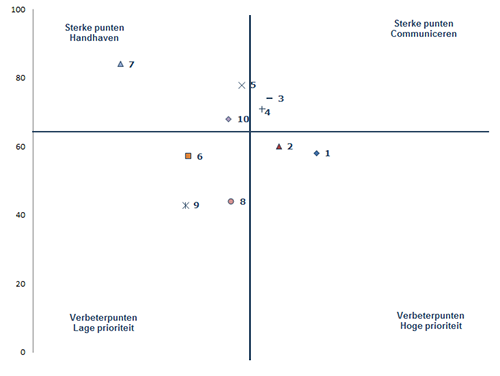 100
Sterke punten
Handhaven
Sterke punten
Communiceren
7
80
5
3
4
10
60
2
1
6
40
8
9
20
Verbeterpunten
Lage prioriteit
Verbeterpunten
Hoge prioriteit
0